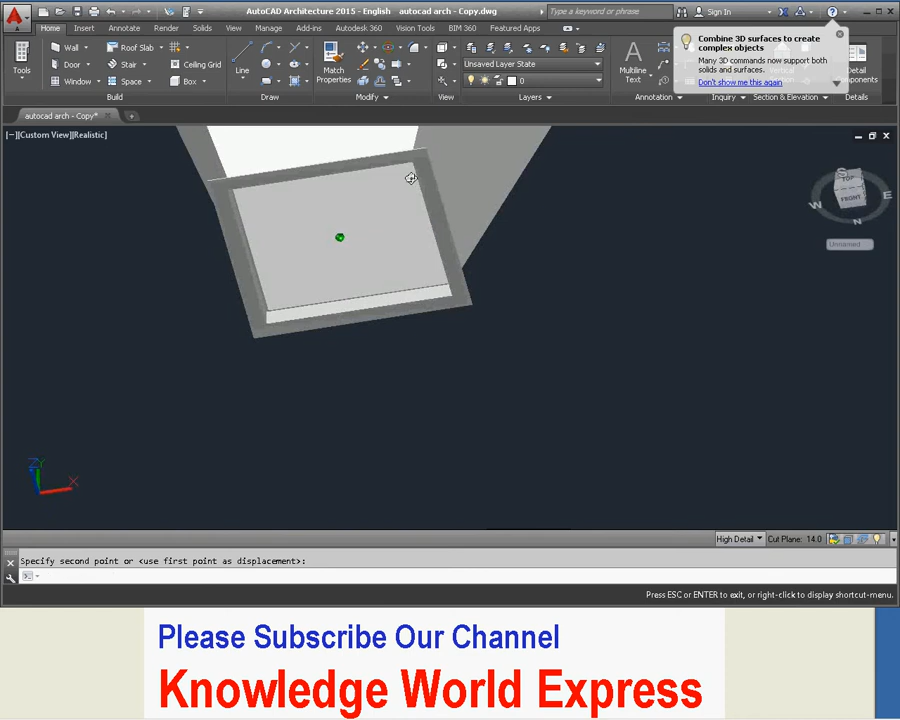 AutoCAD Architecture 2015 - English autocad arch - Copy.dwg
Type a keyword or phrase
Sign In
Home Insert Annotate Render Solids View Manage Add-ins Autodesk 360 Vision Tools BIM 360 Featured Apps
Tools
Wall
Door
Window
Roof Slab
Stair
Space
Ceiling Grid
Box
Build
Line
Draw
Match
Properties
Modify
View
Unsaved Layer State
0
Layers
Multiline
Text
Annotation
Inquiry
Section & Elevation
Detail
Components
Details
Combine 3D surfaces to create
complex objects
Many 3D commands now support both
solids and surfaces.
Don't show me this again
autocad arch - Copy*
[−][Custom View][Realistic]
S
TOP
FRONT
W
E
N
Unnamed
Z
Y
X
High Detail
Cut Plane: 14.0
Specify second point or <use first point as displacement>:
Press ESC or ENTER to exit, or right-click to display shortcut-menu.
Please Subscribe Our Channel
Knowledge World Express